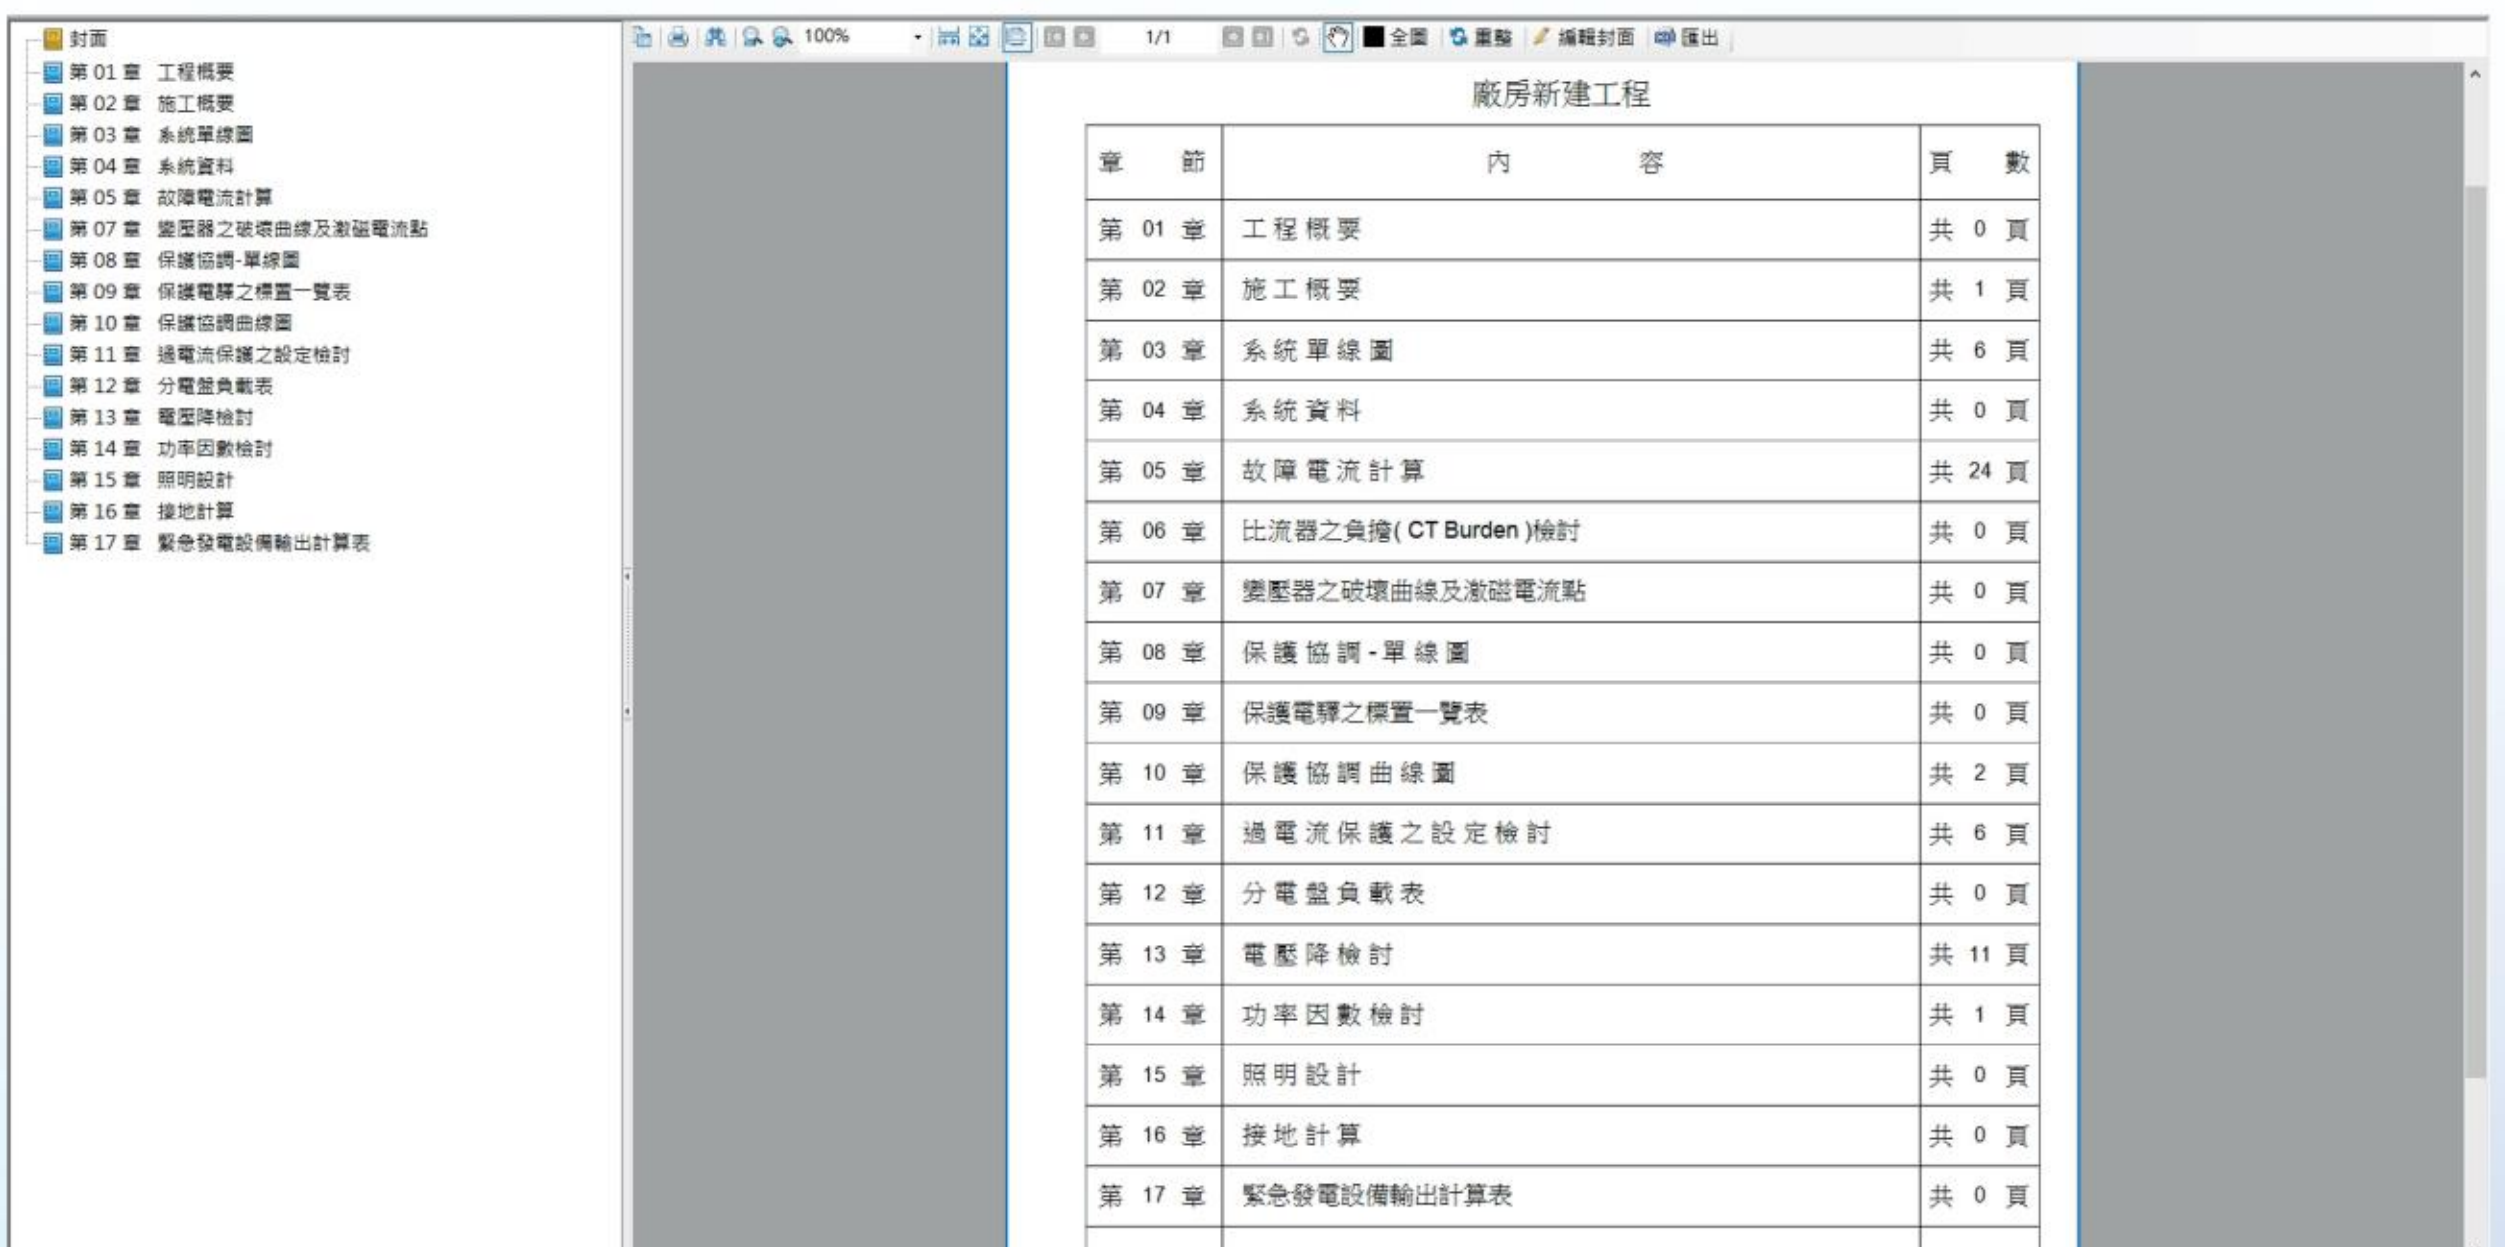 封面
第 01 章 工程概要
第 02 章 施工概要
第 03 章 系統單線圖
第 04 章 系統資料
第 05 章 故障電流計算
第 07 章 變壓器之破壞曲線及激磁電流點
第 08 章 保護協調-單線圖
第 09 章 保護電驛之標置一覽表
第 10 章 保護協調曲線圖
第 11 章 過電流保護之設定檢討
第 12 章 分電盤負載表
第 13 章 電壓降檢討
第 14 章 功率因數檢討
第 15 章 照明設計
第 16 章 接地計算
第 17 章 緊急發電設備輸出計算表
100% 1/1 全圖 重整 編輯封面 匯出
廠房新建工程
章 節 內 容 頁 數
第 01 章 工程概要 共 0 頁
第 02 章 施工概要 共 1 頁
第 03 章 系統單線圖 共 6 頁
第 04 章 系統資料 共 0 頁
第 05 章 故障電流計算 共 24 頁
第 06 章 比流器之負擔( CT Burden )檢討 共 0 頁
第 07 章 變壓器之破壞曲線及激磁電流點 共 0 頁
第 08 章 保護協調-單線圖 共 0 頁
第 09 章 保護電驛之標置一覽表 共 0 頁
第 10 章 保護協調曲線圖 共 2 頁
第 11 章 過電流保護之設定檢討 共 6 頁
第 12 章 分電盤負載表 共 0 頁
第 13 章 電壓降檢討 共 11 頁
第 14 章 功率因數檢討 共 1 頁
第 15 章 照明設計 共 0 頁
第 16 章 接地計算 共 0 頁
第 17 章 緊急發電設備輸出計算表 共 0 頁